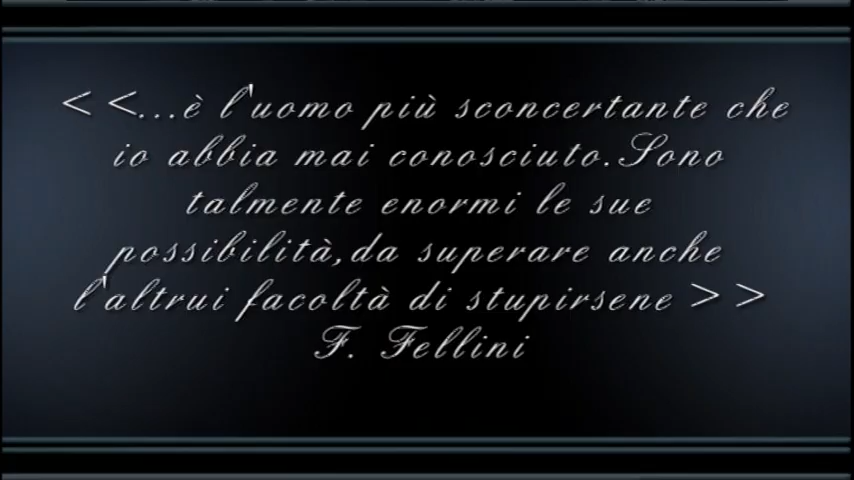 < <...è l'uomo più sconcertante che
io abbia mai conosciuto.Sono
talmente enormi le sue
possibilità,da superare anche
l'altrui facoltà di stupirsene > >
F. Fellini